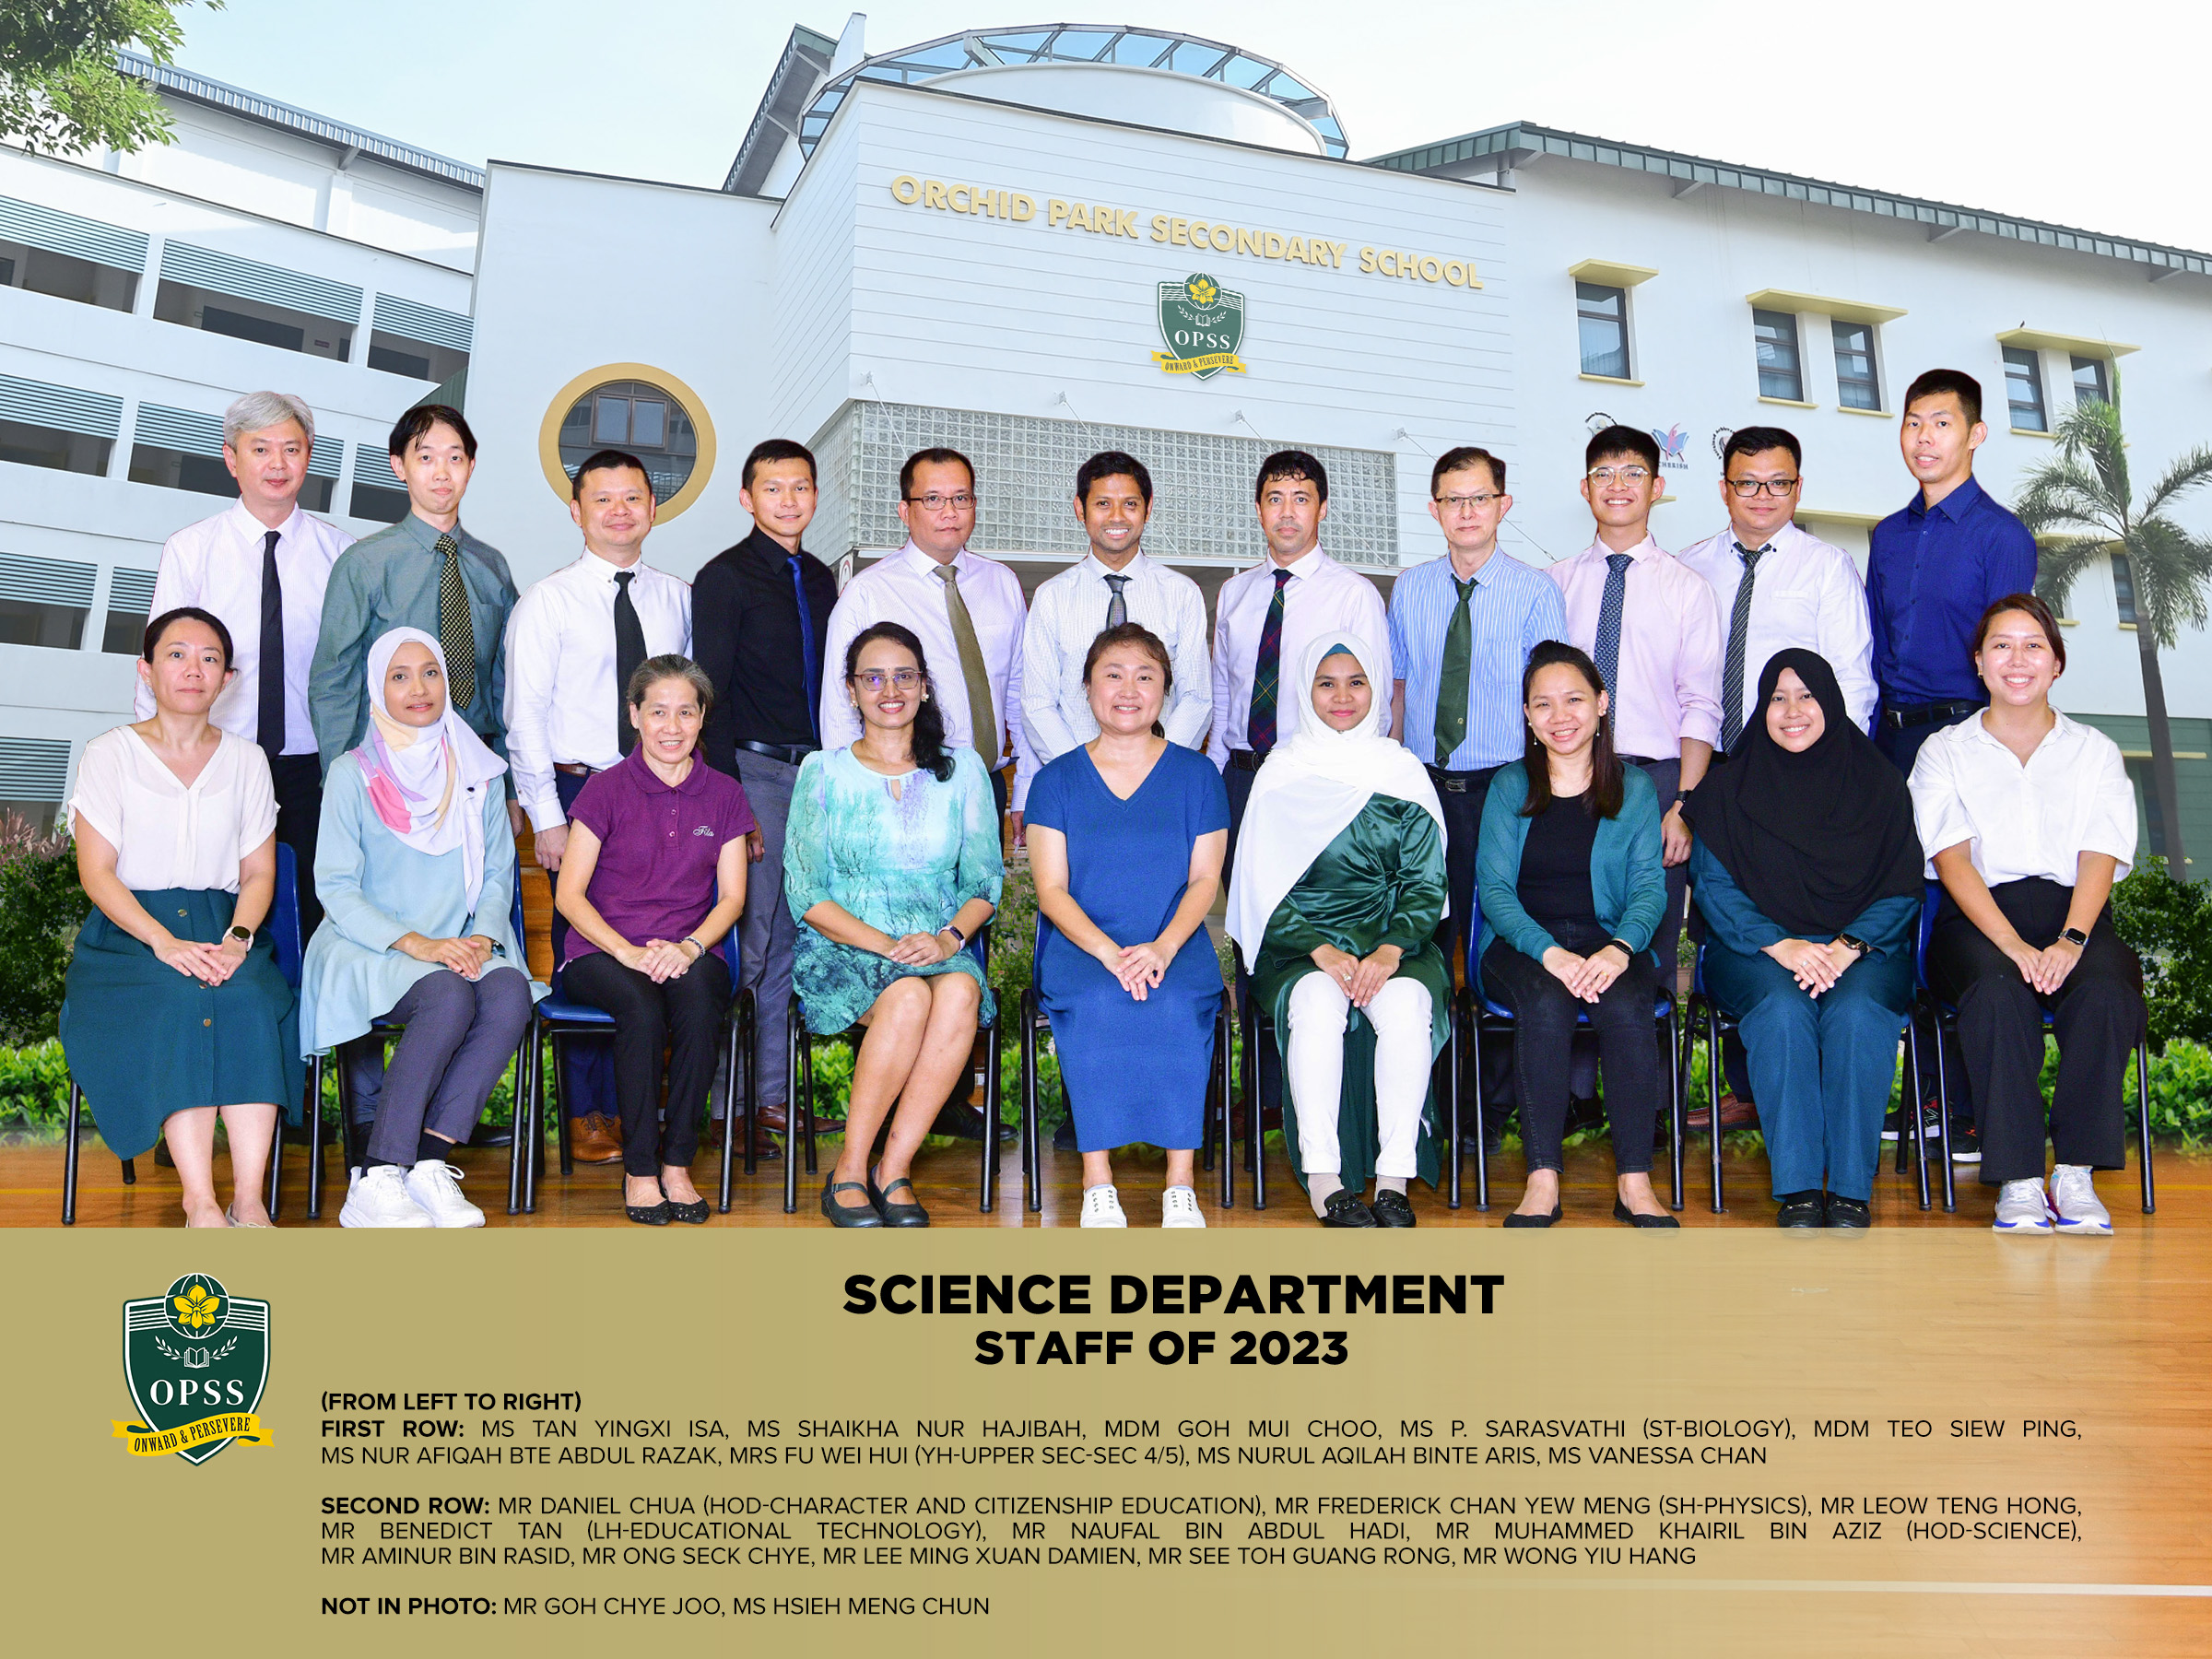 ORCHID PARK SECONDARY SCHOOL
OPSS
ONWARD & PERSEVERE
CHERISH
Fila
SCIENCE DEPARTMENT
STAFF OF 2023
OPSS
ONWARD & PERSEVERE
(FROM LEFT TO RIGHT)
FIRST ROW: MS TAN YINGXI ISA, MS SHAIKHA NUR HAJIBAH, MDM GOH MUI CHOO, MS P. SARASVATHI (ST-BIOLOGY), MDM TEO SIEW PING,
MS NUR AFIQAH BTE ABDUL RAZAK, MRS FU WEI HUI (YH-UPPER SEC-SEC 4/5), MS NURUL AQILAH BINTE ARIS, MS VANESSA CHAN
SECOND ROW: MR DANIEL CHUA (HOD-CHARACTER AND CITIZENSHIP EDUCATION), MR FREDERICK CHAN YEW MENG (SH-PHYSICS), MR LEOW TENG HONG,
MR BENEDICT TAN (LH-EDUCATIONAL TECHNOLOGY), MR NAUFAL BIN ABDUL HADI, MR MUHAMMED KHAIRIL BIN AZIZ (HOD-SCIENCE),
MR AMINUR BIN RASID, MR ONG SECK CHYE, MR LEE MING XUAN DAMIEN, MR SEE TOH GUANG RONG, MR WONG YIU HANG
NOT IN PHOTO: MR GOH CHYE JOO, MS HSIEH MENG CHUN